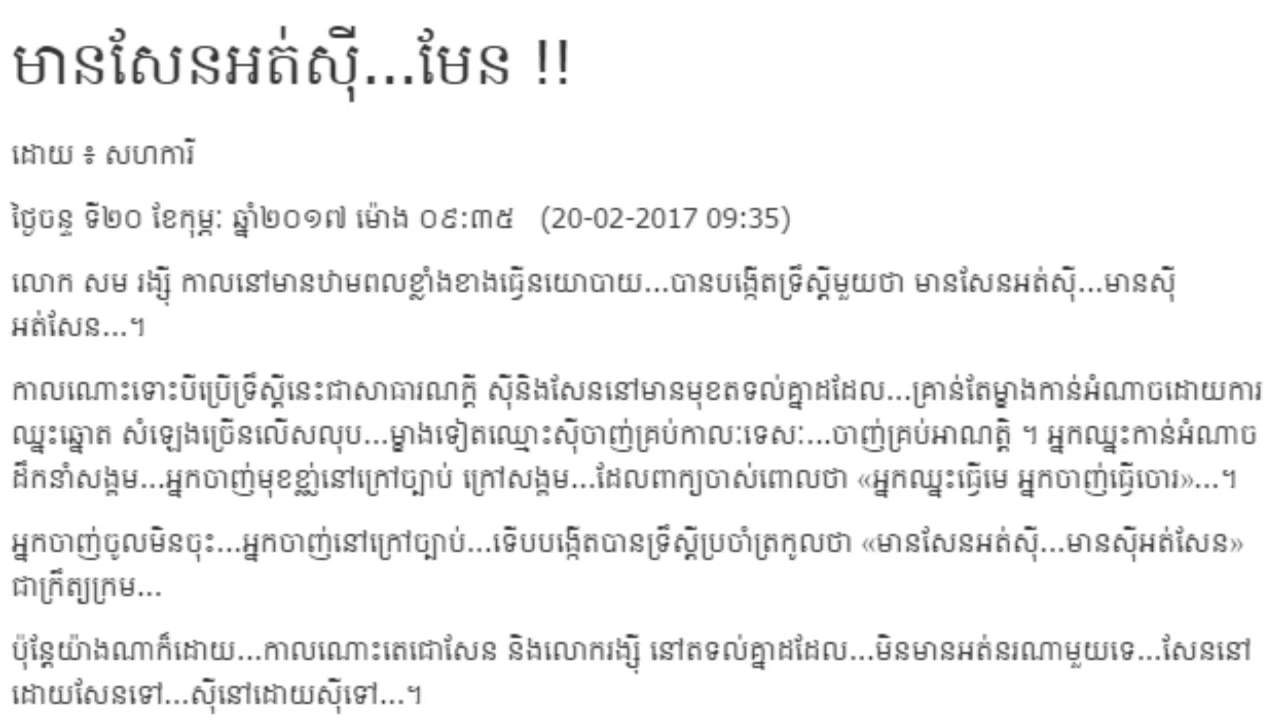 មានសែនអត់ស៊ី...មែន !!
ដោយ ៖ សហការី
ថ្ងៃចន្ទ ទី២០ ខែកុម្ភៈ ឆ្នាំ២០១៧ ម៉ោង ០៩:៣៥ (20-02-2017 09:35)
លោក សម រង្ស៊ី កាលនៅមានឋាមពលខ្លាំងខាងធ្វើនយោបាយ...បានបង្កើតទ្រឹស្តីមួយថា មានសែនអត់ស៊ី...មានស៊ី
អត់សែន...។
កាលណោះទោះបីប្រើទ្រឹស្តីនេះជាសាធារណក្តី ស៊ីនិងសែននៅមានមុខតទល់គ្នាដដែល...គ្រាន់តែម្ខាងកាន់អំណាចដោយការ
ឈ្នះឆ្នោត សំឡេងច្រើនលើសលុប...ម្ខាងទៀតឈ្មោះស៊ីចាញ់គ្រប់កាលៈទេសៈ...ចាញ់គ្រប់អាណត្តិ ។ អ្នកឈ្នះកាន់អំណាច
ដឹកនាំសង្គម...អ្នកចាញ់មុខខ្លា់នៅក្រៅច្បាប់ ក្រៅសង្គម...ដែលពាក្យចាស់ពោលថា «អ្នកឈ្នះធ្វើមេ អ្នកចាញ់ធ្វើចោរ»...។
អ្នកចាញ់ចូលមិនចុះ...អ្នកចាញ់នៅក្រៅច្បាប់...ទើបបង្កើតបានទ្រឹស្តីប្រចាំត្រកូលថា «មានសែនអត់ស៊ី...មានស៊ីអត់សែន»
ជាក្រឹត្យក្រម...
ប៉ុន្តែយ៉ាងណាក៏ដោយ...កាលណោះតេជោសែន និងលោករង្ស៊ី នៅតទល់គ្នាដដែល...មិនមានអត់នរណាមួយទេ...សែននៅ
ដោយសែនទៅ...ស៊ីនៅដោយស៊ីទៅ...។